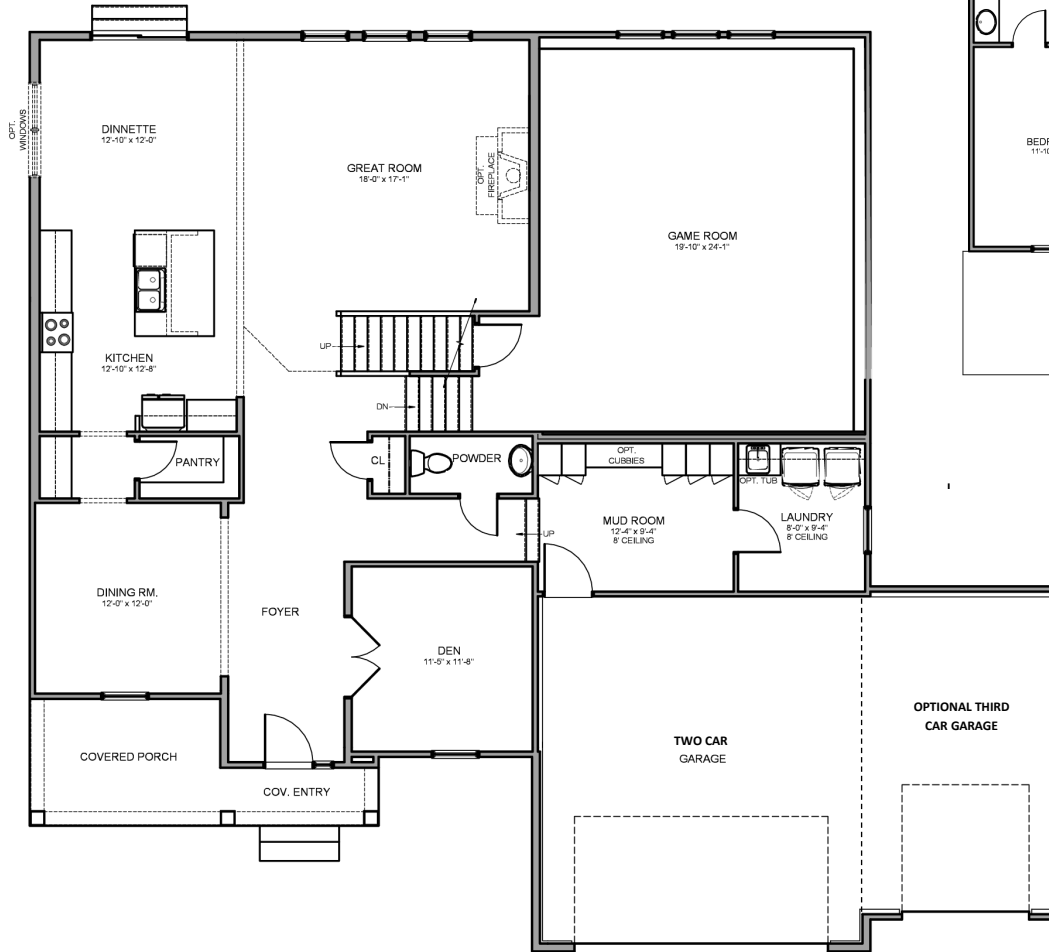 OPT.
WINDOWS
DINNETTE
12'-10" x 12'-0"
GREAT ROOM
18'-0" x 17'-1"
OPT.
FIREPLACE
GAME ROOM
19'-10" x 24'-1"
BEDR
11'-10
KITCHEN
12'-10" x 12'-8"
UP
DN
PANTRY
CL
POWDER
OPT.
CUBBIES
OPT. TUB
MUD ROOM
12'-4" x 9'-4"
8' CEILING
LAUNDRY
8'-0" x 9'-4"
8' CEILING
UP
DINING RM.
12'-0" x 12'-0"
FOYER
DEN
11'-5" x 11'-8"
COVERED PORCH
COV. ENTRY
TWO CAR
GARAGE
OPTIONAL THIRD
CAR GARAGE